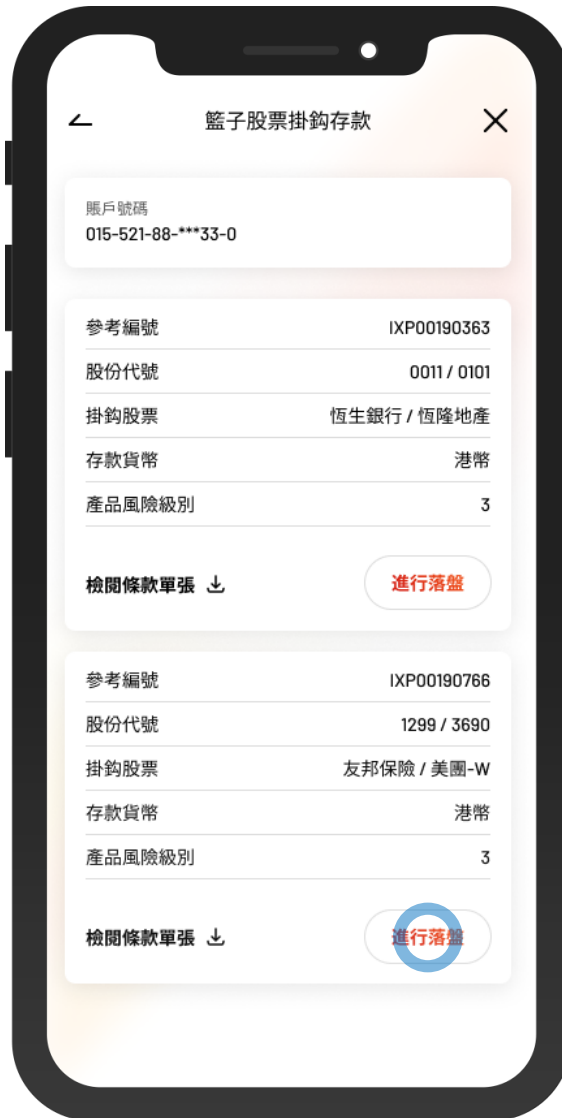 籃子股票掛鈎存款
賬戶號碼
015-521-88-***33-0
參考編號 IXP00190363
股份代號 0011 / 0101
掛鈎股票 恆生銀行 / 恆隆地產
存款貨幣 港幣
產品風險級別 3
檢閱條款單張 進行落盤
參考編號 IXP00190766
股份代號 1299 / 3690
掛鈎股票 友邦保險 / 美團-W
存款貨幣 港幣
產品風險級別 3
檢閱條款單張 進行落盤